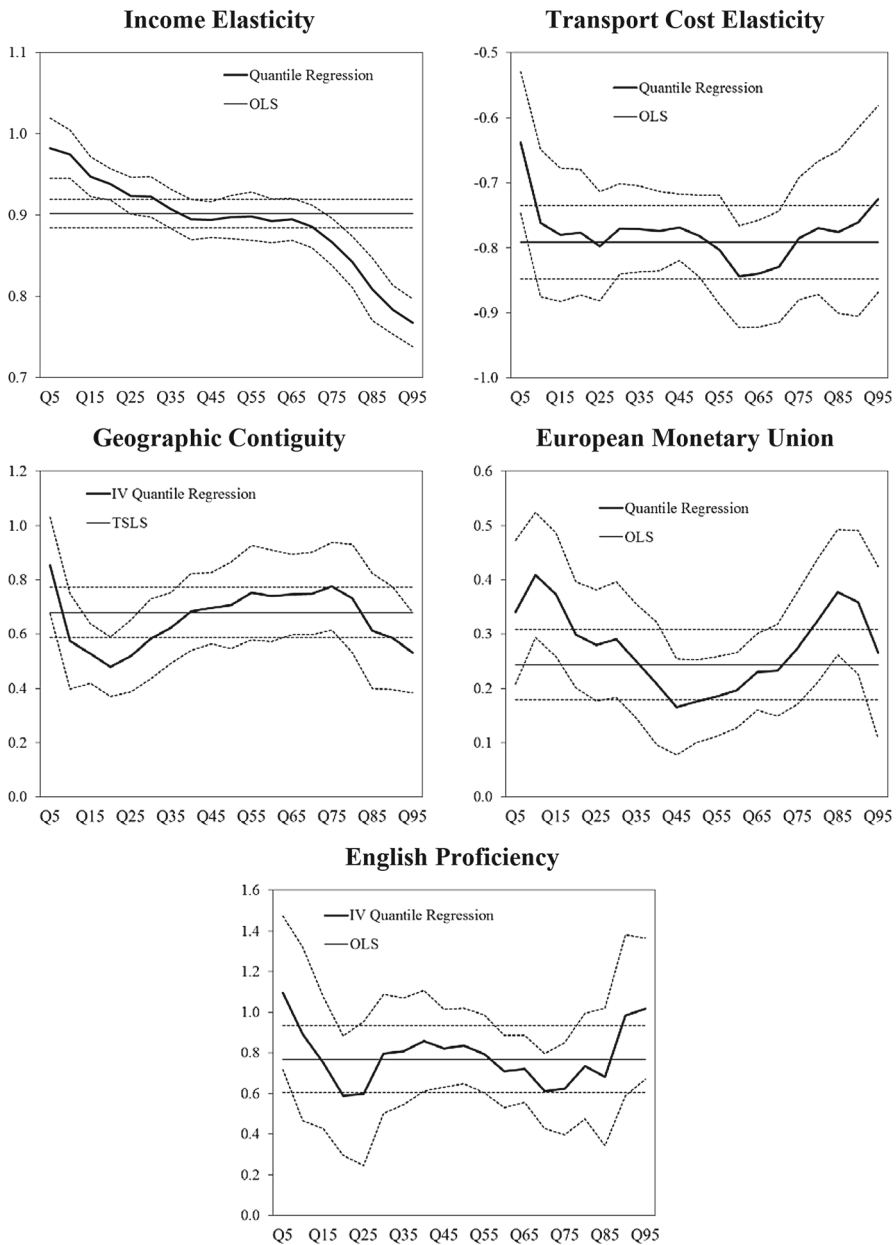 Income Elasticity
1.1
1.0
0.9
0.8
0.7
Quantile Regression
OLS
Q5 Q15 Q25 Q35 Q45 Q55 Q65 Q75 Q85 Q95
Transport Cost Elasticity
-0.5
-0.6
-0.7
-0.8
-0.9
-1.0
Quantile Regression
OLS
Q5 Q15 Q25 Q35 Q45 Q55 Q65 Q75 Q85 Q95
Geographic Contiguity
1.2
1.0
0.8
0.6
0.4
0.2
0.0
IV Quantile Regression
TSLS
Q5 Q15 Q25 Q35 Q45 Q55 Q65 Q75 Q85 Q95
European Monetary Union
0.6
0.5
0.4
0.3
0.2
0.1
0.0
Quantile Regression
OLS
Q5 Q15 Q25 Q35 Q45 Q55 Q65 Q75 Q85 Q95
English Proficiency
1.6
1.4
1.2
1.0
0.8
0.6
0.4
0.2
0.0
IV Quantile Regression
OLS
Q5 Q15 Q25 Q35 Q45 Q55 Q65 Q75 Q85 Q95